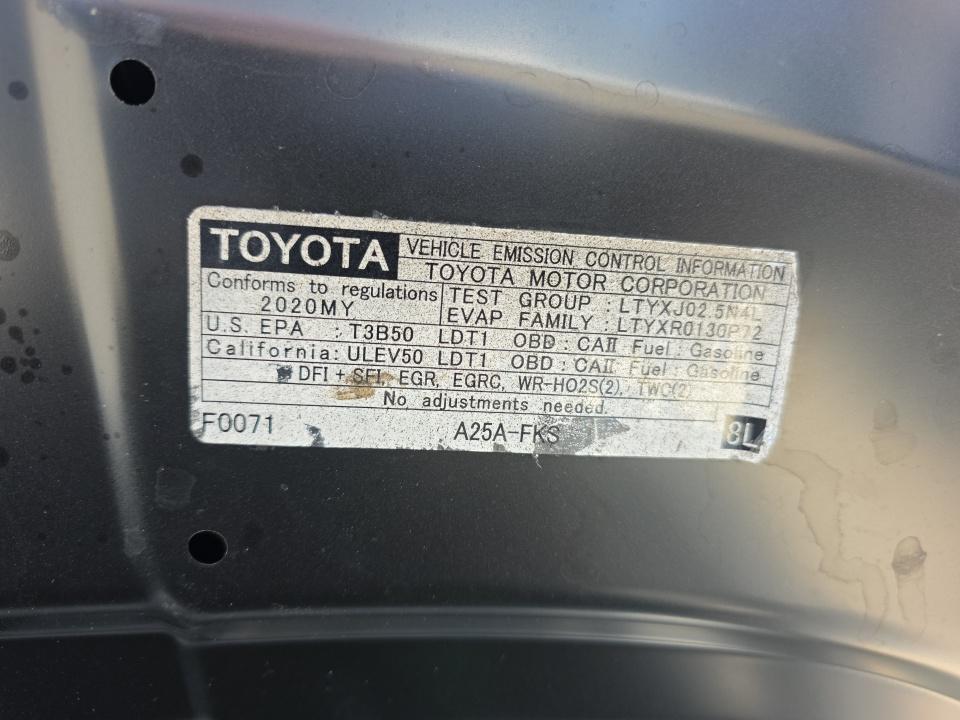 TOYOTA VEHICLE EMISSION CONTROL INFORMATION
TOYOTA MOTOR CORPORATION
Conforms to regulations
2020MY
TEST GROUP : LTYXJ02.5N4L
EVAP FAMILY : LTYXR0130P72
U.S. EPA : T3B50 LDT1 OBD : CAII Fuel : Gasoline
California: ULEV50 LDT1 OBD : CAII Fuel : Gasoline
DFI + SFI, EGR, EGRC, WR-HO2S(2), TWC(2)
No adjustments needed.
F0071 A25A-FKS 8L